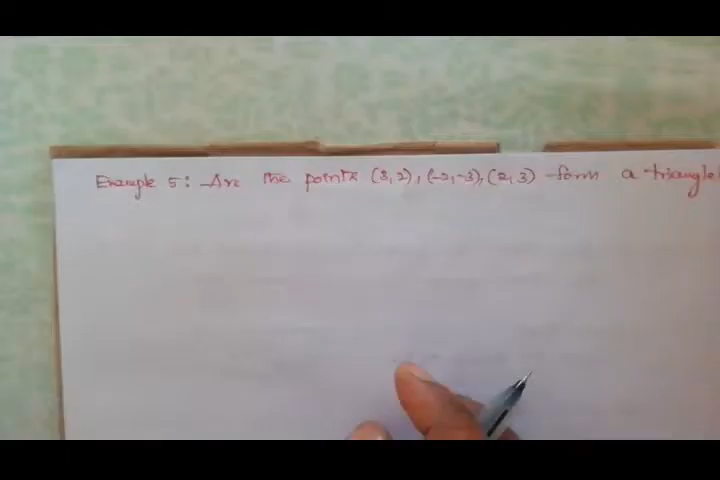 Example 5: Are the points (3,2), (-2,-3), (2,3) form a triangle